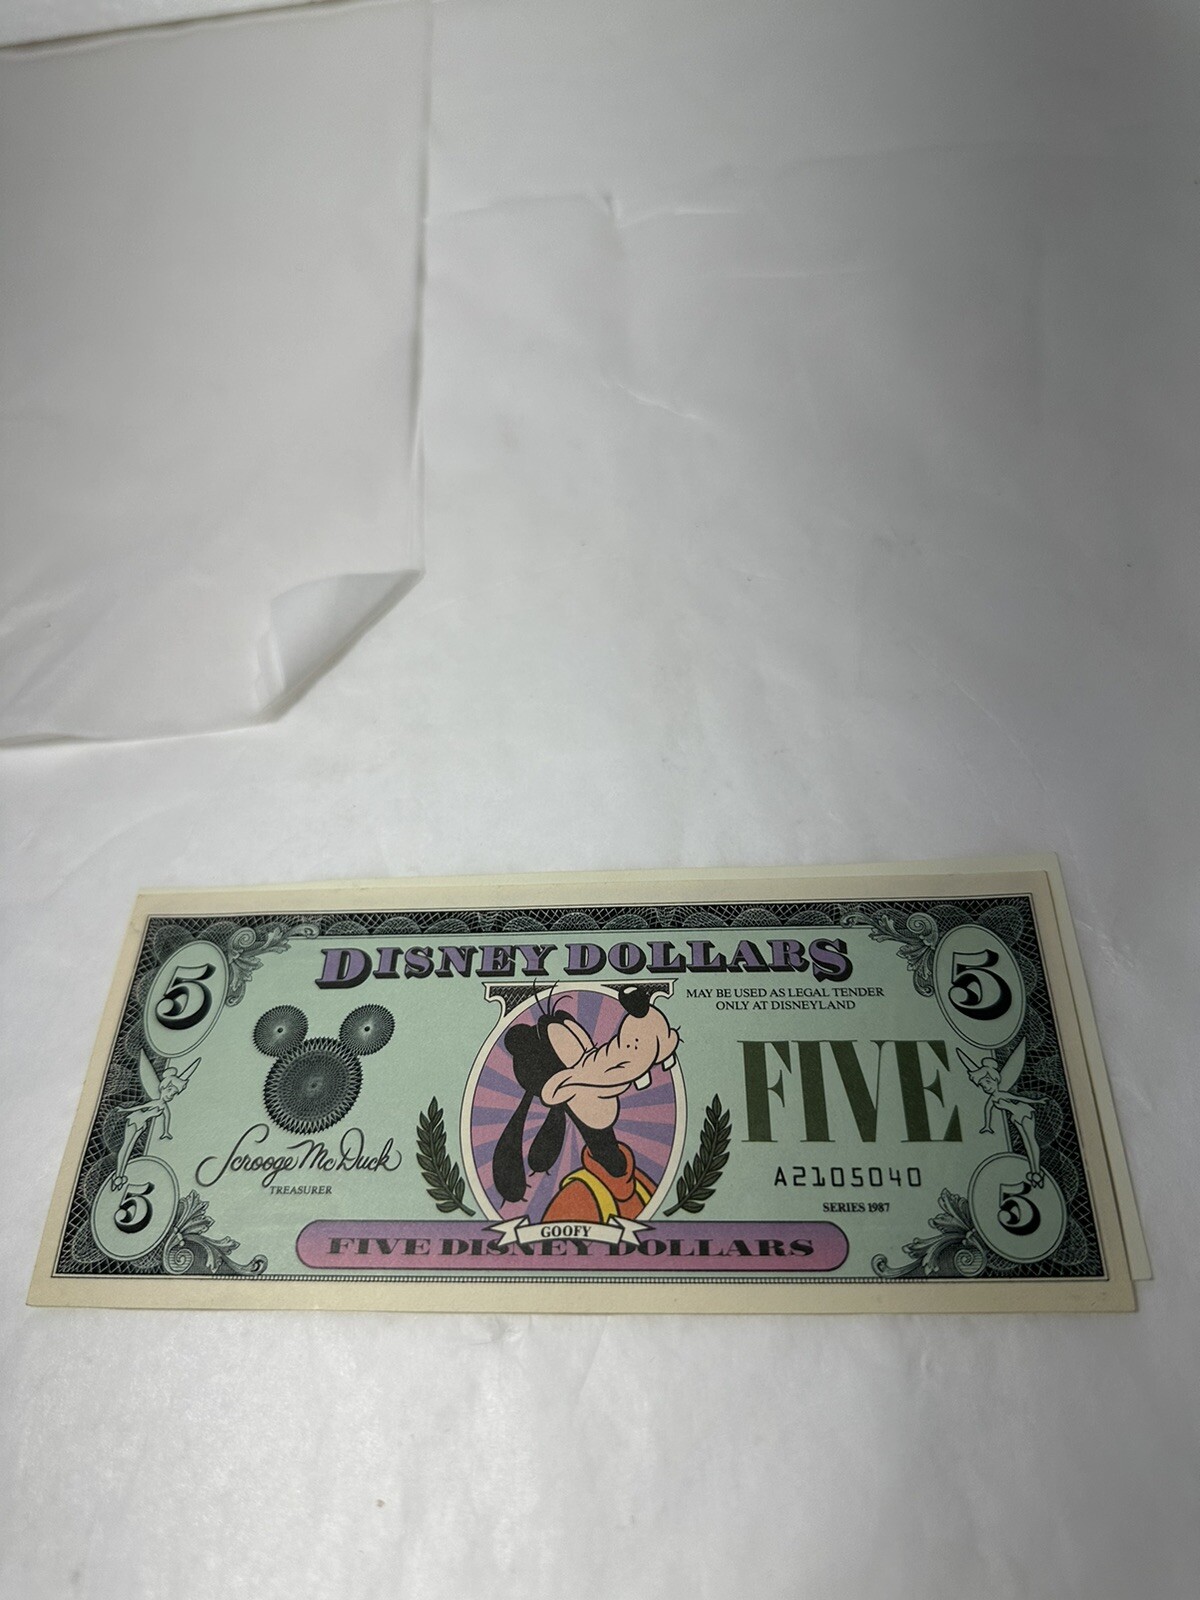 DISNEY DOLLARS
5
5
MAY BE USED AS LEGAL TENDER
ONLY AT DISNEYLAND
FIVE
Scrooge McDuck
TREASURER
A2105040
SERIES 1987
5
5
GOOFY
FIVE DISNEY DOLLARS